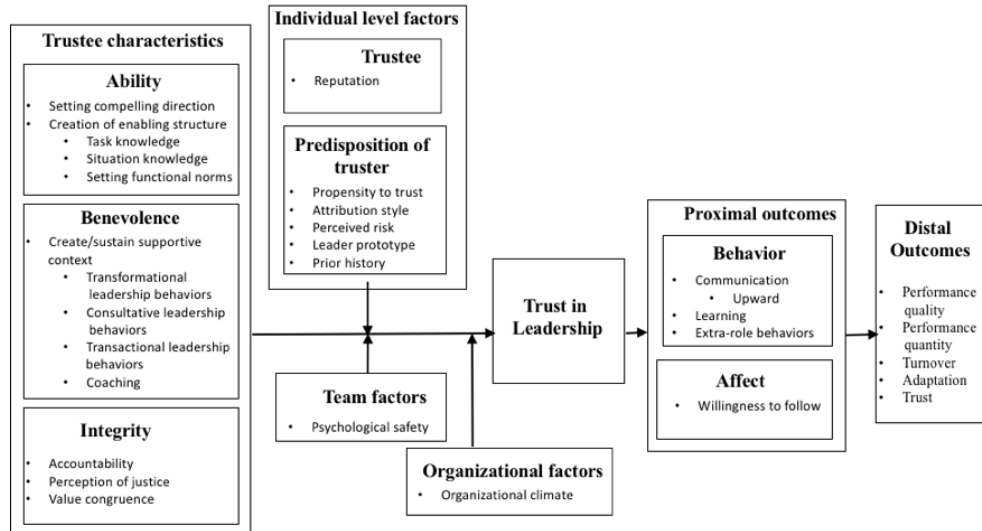 Trustee characteristics
Ability
• Setting compelling direction
• Creation of enabling structure
• Task knowledge
• Situation knowledge
• Setting functional norms
Benevolence
• Create/sustain supportive
context
• Transformational
leadership behaviors
• Consultative leadership
behaviors
• Transactional leadership
behaviors
• Coaching
Integrity
• Accountability
• Perception of justice
• Value congruence
Individual level factors
Trustee
• Reputation
Predisposition of
truster
• Propensity to trust
• Attribution style
• Perceived risk
• Leader prototype
• Prior history
Team factors
• Psychological safety
Organizational factors
• Organizational climate
Trust in
Leadership
Proximal outcomes
Behavior
• Communication
• Upward
• Learning
• Extra-role behaviors
Affect
• Willingness to follow
Distal
Outcomes
• Performance
quality
• Performance
quantity
• Turnover
• Adaptation
• Trust